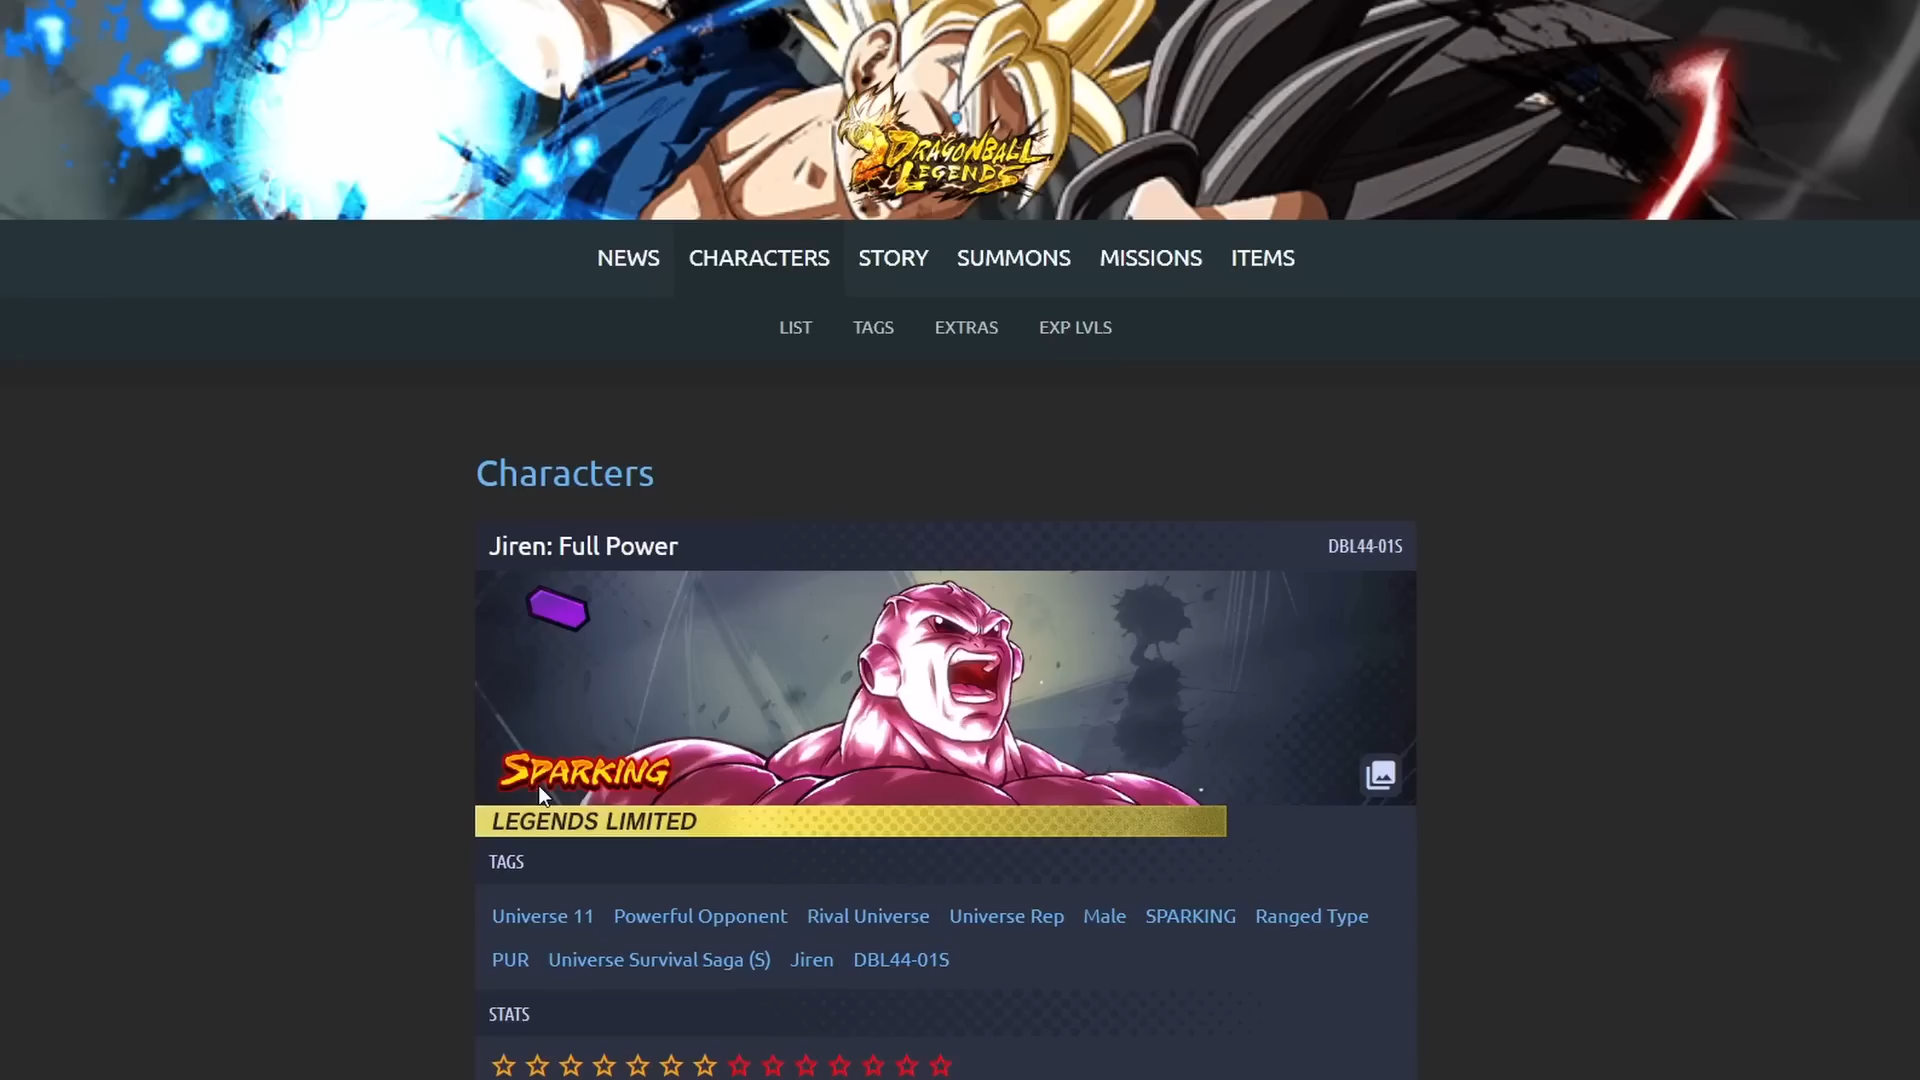 DRAGONBALL
LEGENDS
NEWS CHARACTERS STORY SUMMONS MISSIONS ITEMS
LIST TAGS EXTRAS EXP LVLS
Characters
Jiren: Full Power DBL44-01S
SPARKING
LEGENDS LIMITED
TAGS
Universe 11 Powerful Opponent Rival Universe Universe Rep Male SPARKING Ranged Type
PUR Universe Survival Saga (S) Jiren DBL44-01S
STATS